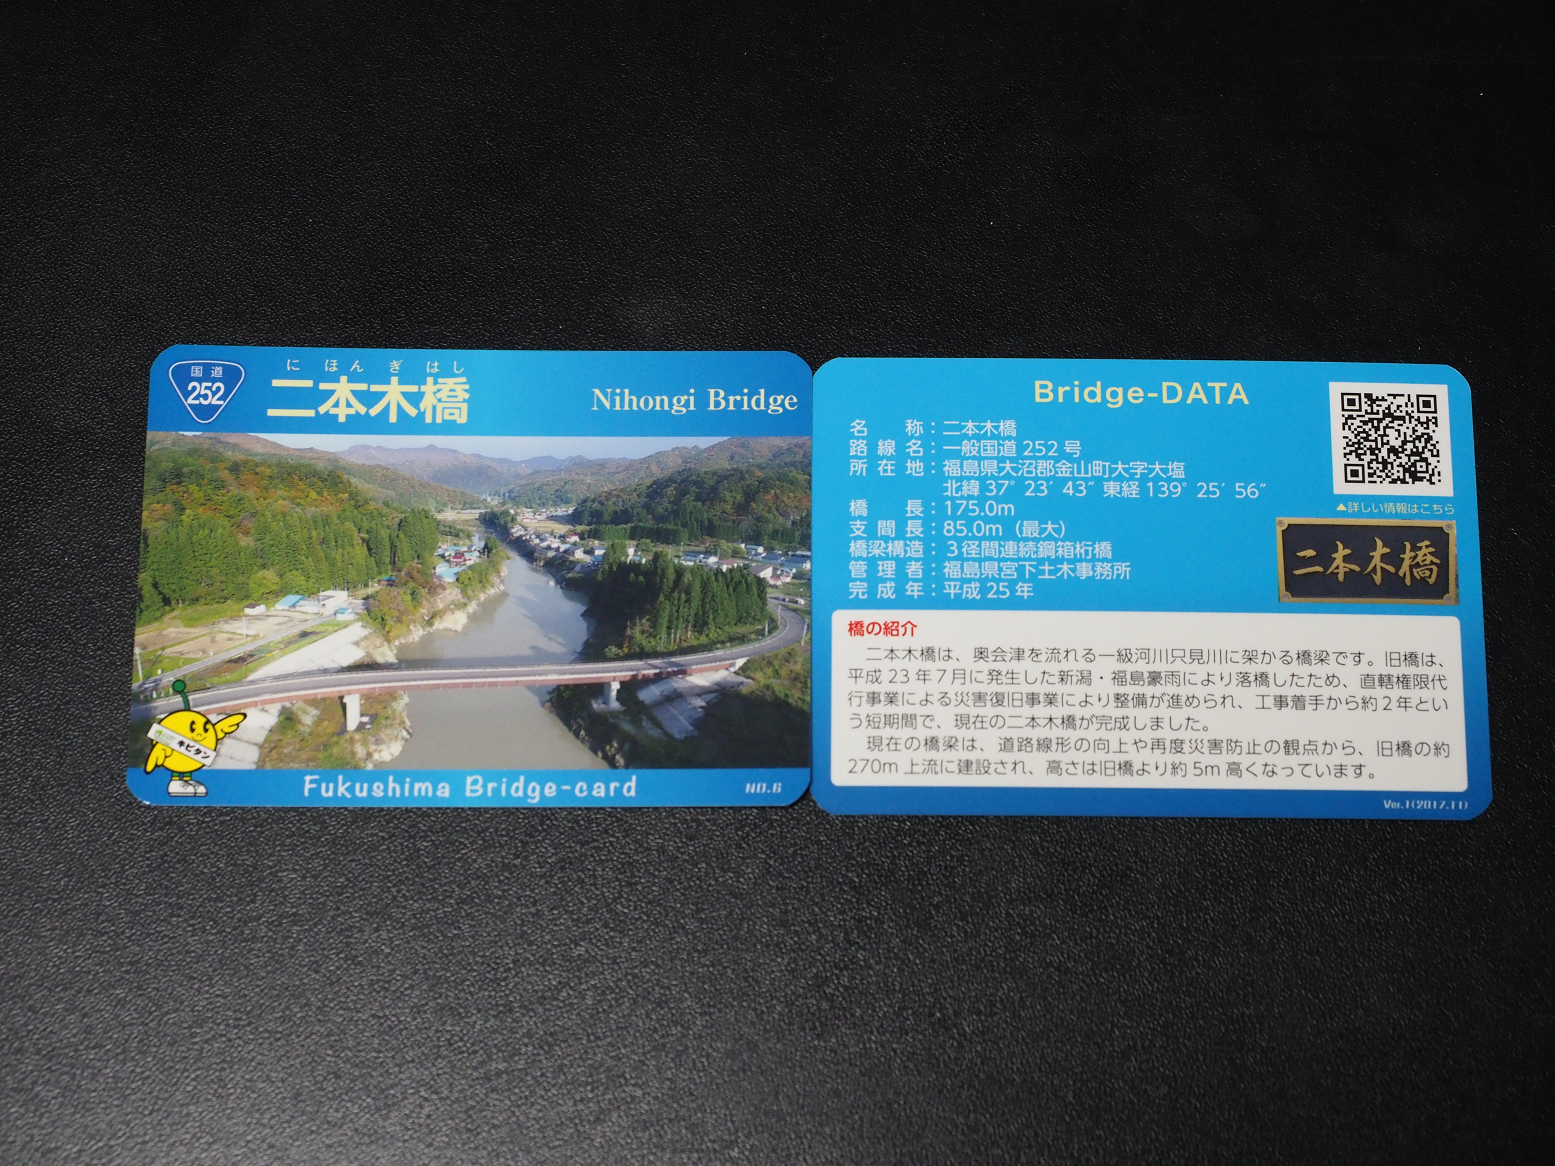 国道
252
にほんぎはし
二本木橋
Nihongi Bridge
キビタン
Fukushima Bridge-card
NO.6
Bridge-DATA
名称：二本木橋
路線名：一般国道 252 号
所在地：福島県大沼郡金山町大字大塩
北緯 37° 23′ 43″ 東経 139° 25′ 56″
橋長：175.0m
支間長：85.0m（最大）
橋梁構造：３径間連続鋼箱桁橋
管理者：福島県宮下土木事務所
完成年：平成 25 年
▲詳しい情報はこちら
二本木橋
橋の紹介
二本木橋は、奥会津を流れる一級河川只見川に架かる橋梁です。旧橋は、
平成 23 年７月に発生した新潟・福島豪雨により落橋したため、直轄権限代
行事業による災害復旧事業により整備が進められ、工事着手から約２年とい
う短期間で、現在の二本木橋が完成しました。
現在の橋梁は、道路線形の向上や再度災害防止の観点から、旧橋の約
270m 上流に建設され、高さは旧橋より約 5m 高くなっています。
Ver.1(2017.11)